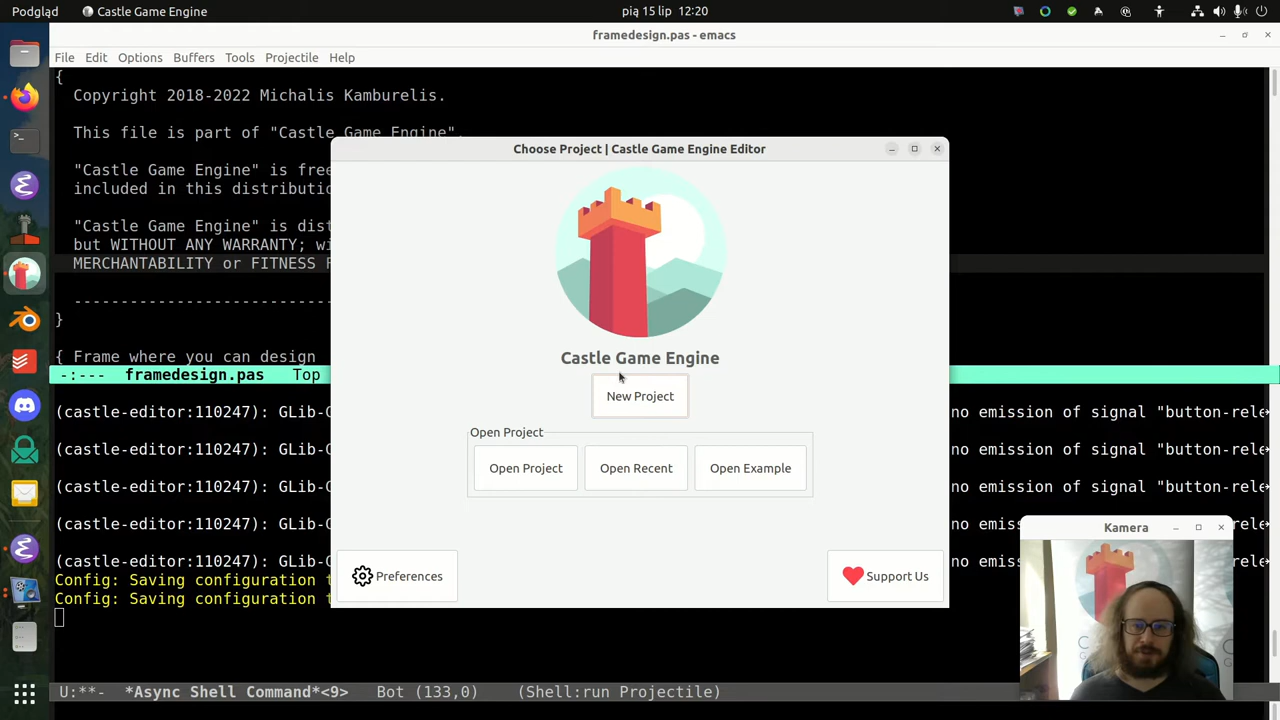 Podgląd
Castle Game Engine
pią 15 lip 12:20
framedesign.pas - emacs
File Edit Options Buffers Tools Projectile Help
{
Copyright 2018-2022 Michalis Kamburelis.
This file is part of "Castle Game Engine".
"Castle Game Engine" is free
included in this distributi
"Castle Game Engine" is dist
but WITHOUT ANY WARRANTY; wi
MERCHANTABILITY or FITNESS F
----------------------------
}
{ Frame where you can design
-:--- framedesign.pas Top
Choose Project | Castle Game Engine Editor
Castle Game Engine
New Project
Open Project
Open Project
Open Recent
Open Example
Preferences
Support Us
(castle-editor:110247): GLib-G
no emission of signal "button-rele
(castle-editor:110247): GLib-G
no emission of signal "button-rele
(castle-editor:110247): GLib-G
no emission of signal "button-rele
(castle-editor:110247): GLib-G
no emission of signal "button-rele
(castle-editor:110247): GLib-G
no
Config: Saving configuration t
Config: Saving configuration t
Kamera
U:**- *Async Shell Command*<9> Bot (133,0) (Shell:run Projectile)